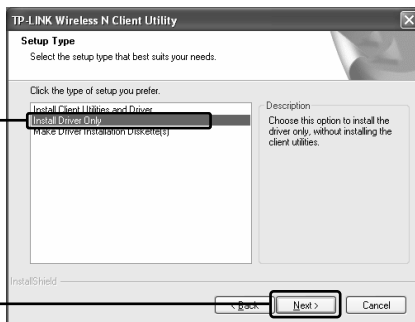 TP-LINK Wireless N Client Utility
Setup Type
Select the setup type that best suits your needs.
Click the type of setup you prefer.
Install Client Utilities and Driver
Install Driver Only
Make Driver Installation Diskette(s)
Description
Choose this option to install the
driver only, without installing the
client utilities.
InstallShield
< Back
Next >
Cancel